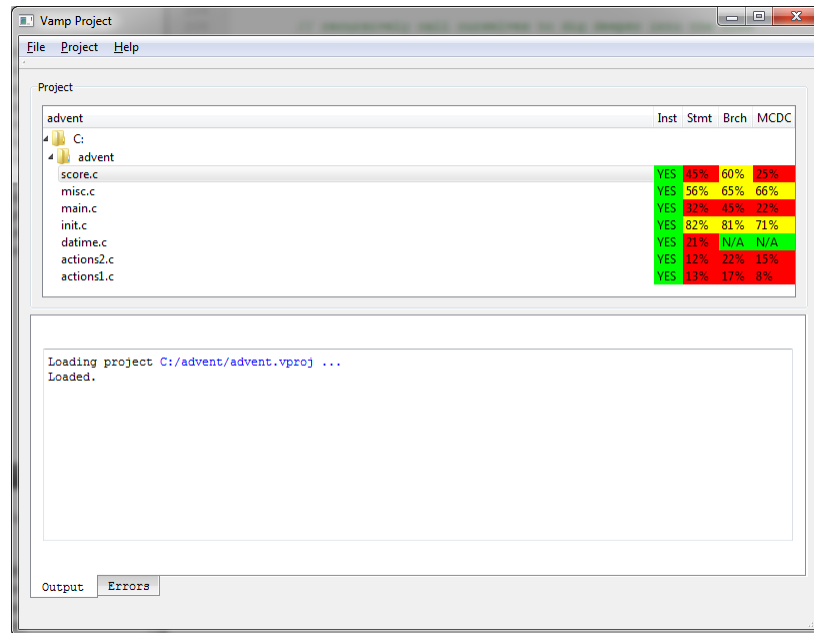 Vamp Project
File Project Help
Project
advent Inst Stmt Brch MCDC
C:
advent
score.c YES 45% 60% 25%
misc.c YES 56% 65% 66%
main.c YES 32% 45% 22%
init.c YES 82% 81% 71%
datime.c YES 21% N/A N/A
actions2.c YES 12% 22% 15%
actions1.c YES 13% 17% 8%
Loading project C:/advent/advent.vproj ...
Loaded.
Output Errors